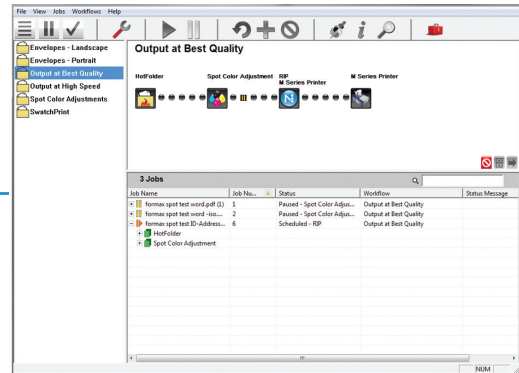 File View Jobs Workflows Help
Envelopes - Landscape
Envelopes - Portrait
Output at Best Quality
Output at High Speed
Spot Color Adjustments
SwatchPrint
Output at Best Quality
HotFolder Spot Color Adjustment RIP M Series Printer
M Series Printer
3 Jobs
Job Name Job Nu... Status Workflow Status Message
formax spot test word.pdf (1) 1 Paused - Spot Color Adjus... Output at Best Quality
formax spot test word -iso.... 2 Paused - Spot Color Adjus... Output at Best Quality
formax spot test ID-Address... 6 Scheduled - RIP Output at Best Quality
HotFolder
Spot Color Adjustment
NUM